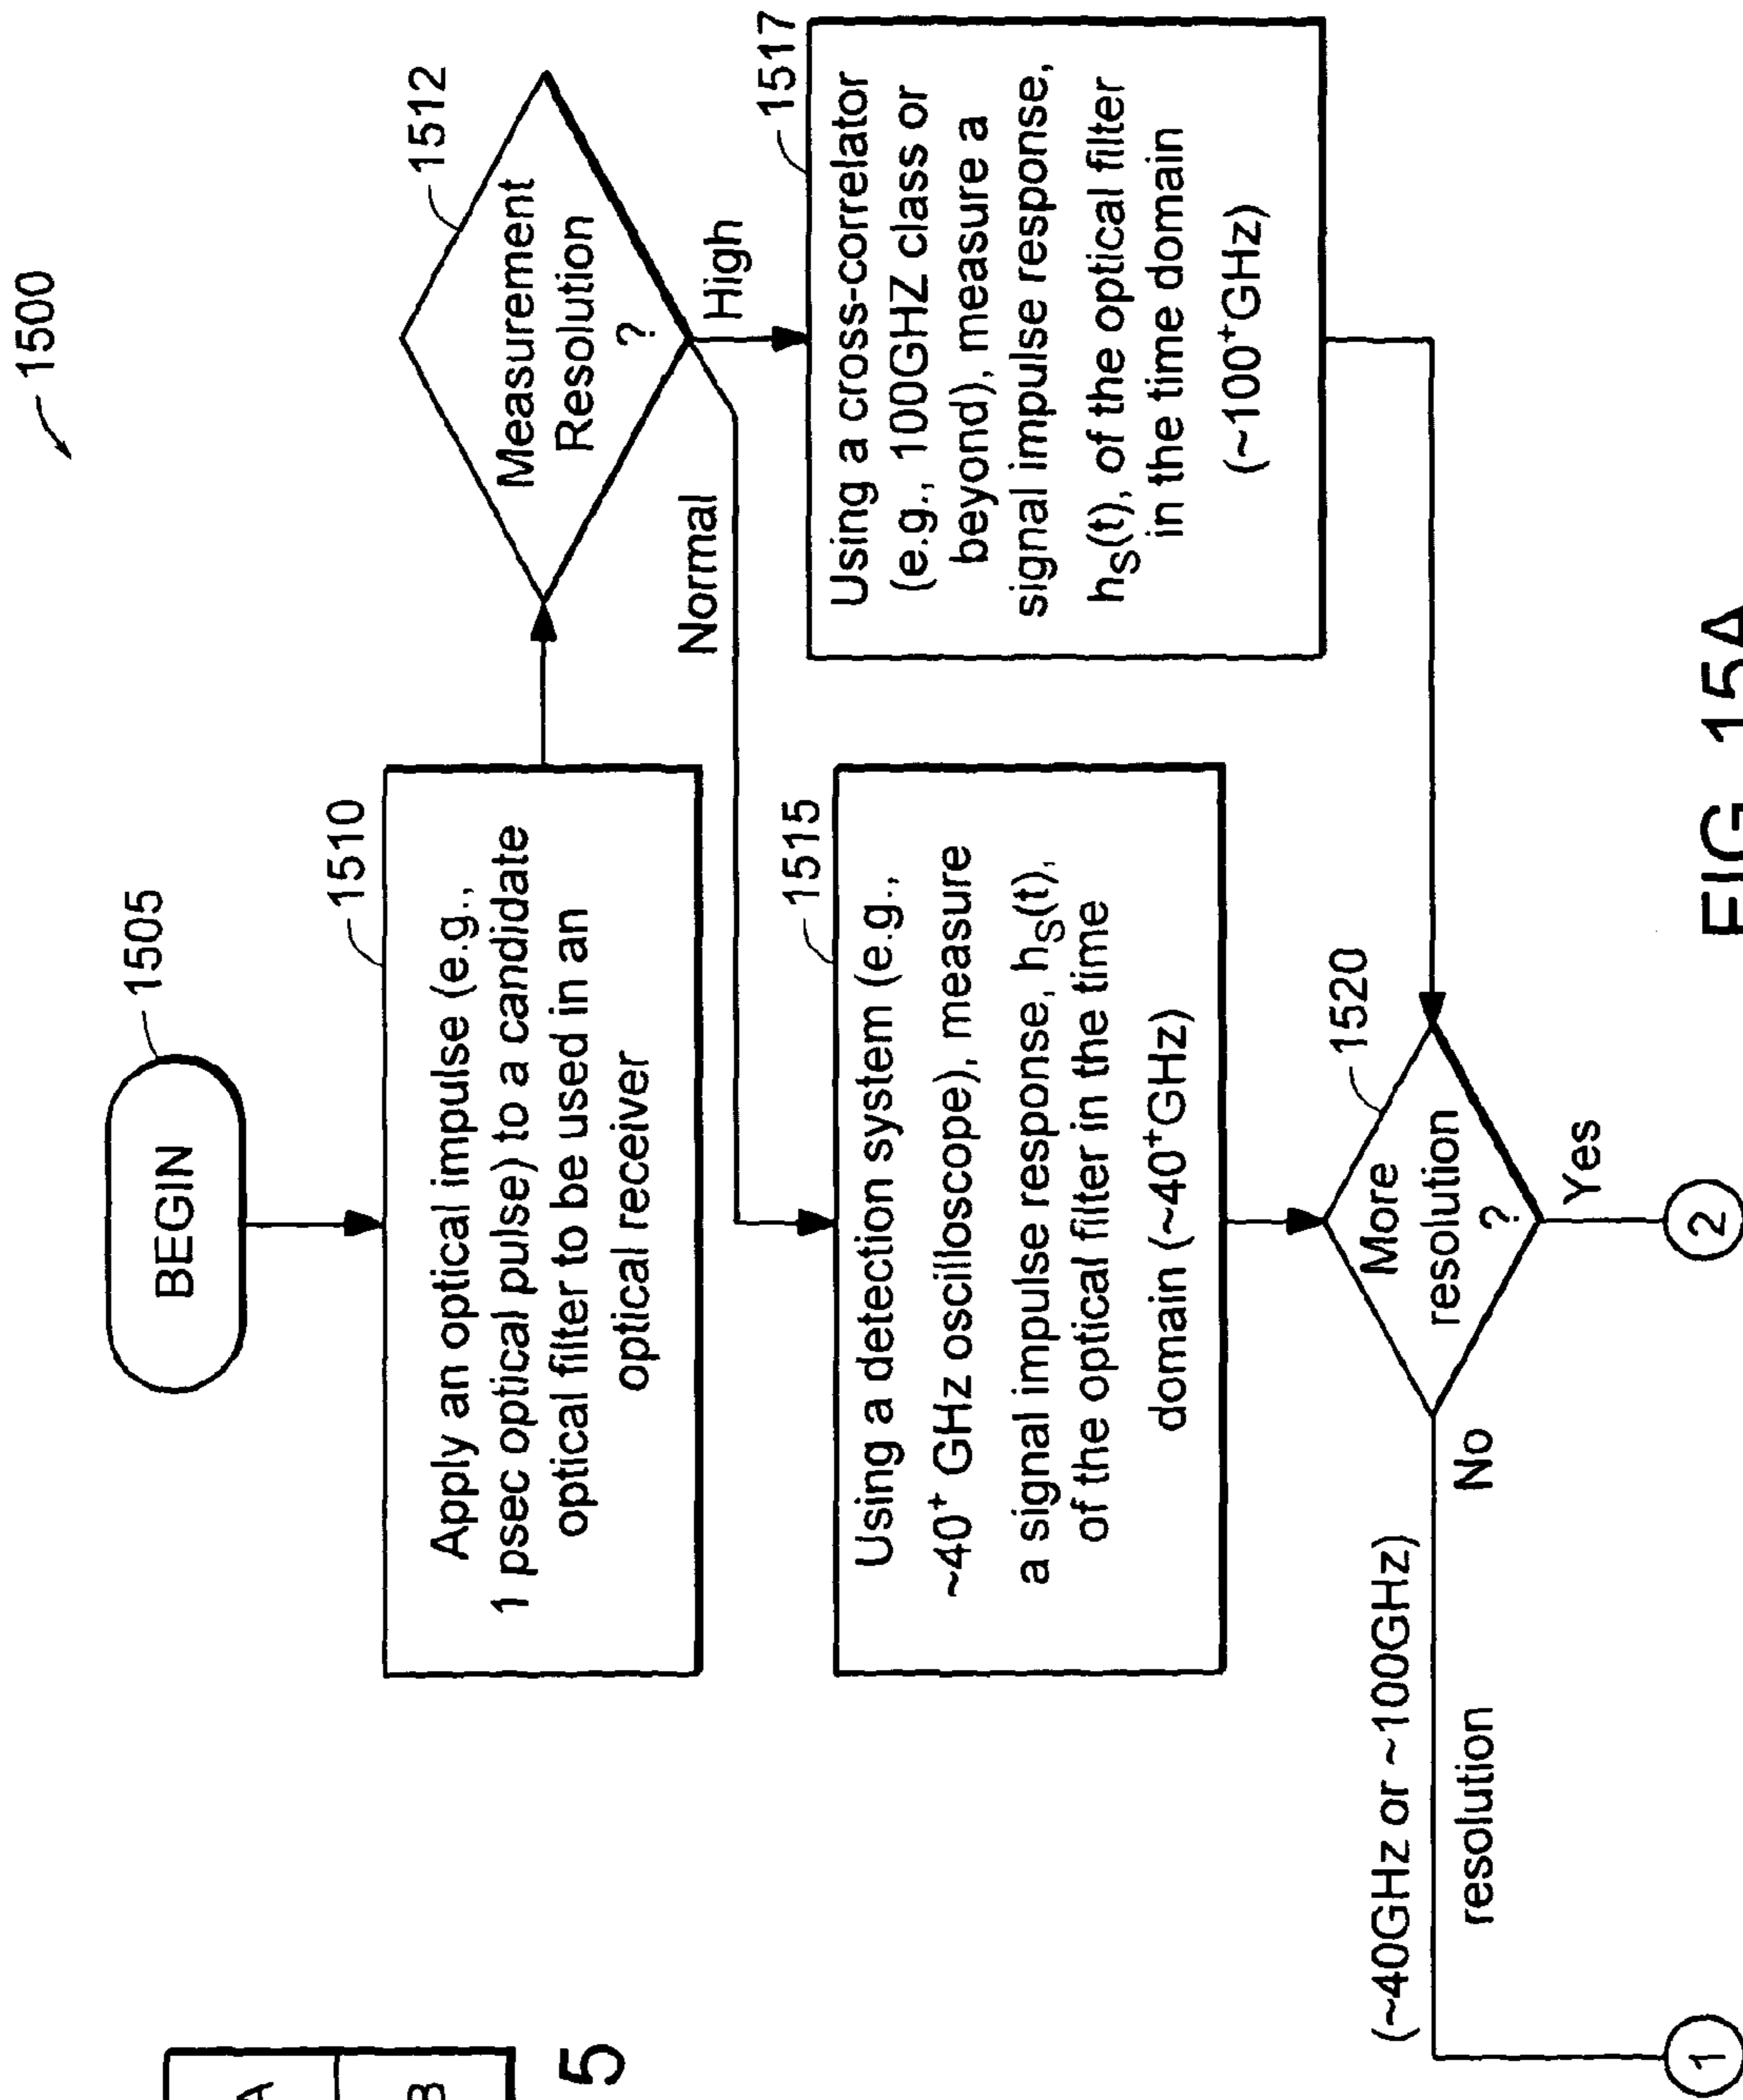 1500
BEGIN
1505
1510
Apply an optical impulse (e.g.,
1 psec optical pulse) to a candidate
optical filter to be used in an
optical receiver
1512
Measurement
Resolution
?
Normal
High
1515
Using a detection system (e.g.,
~40⁺ GHz oscilloscope), measure
a signal impulse response, hS(t),
of the optical filter in the time
domain (~40⁺GHz)
1517
Using a cross-correlator
(e.g., 100GHZ class or
beyond), measure a
signal impulse response,
hS(t), of the optical filter
in the time domain
(~100⁺GHz)
1520
More
resolution
?
No
Yes
(~40GHz or ~100GHz)
resolution
1
2
A
B
5
FIG. 15A